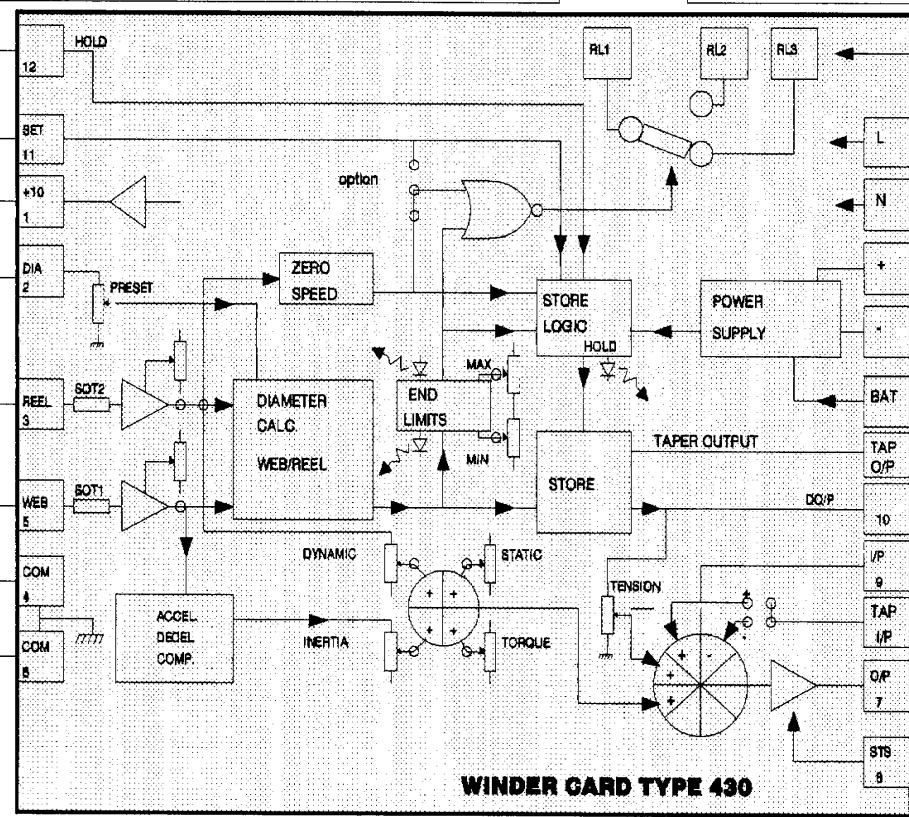 HOLD
12
SET
11
+10
1
DIA
2
PRESET
REEL
3
SOT2
WEB
5
SOT1
COM
4
COM
6
option
ZERO
SPEED
DIAMETER
CALC.
WEB/REEL
ACCEL.
DECEL
COMP.
END
LIMITS
MAX
MIN
STORE
LOGIC
HOLD
STORE
RL1
RL2
RL3
POWER
SUPPLY
L
N
+
-
BAT
TAPER OUTPUT
TAP
O/P
DO/P
10
I/P
9
TAP
I/P
O/P
7
STS
8
DYNAMIC
STATIC
INERTIA
TORQUE
+ +
+ +
TENSION
+
-
+ -
+
+
WINDER CARD TYPE 430